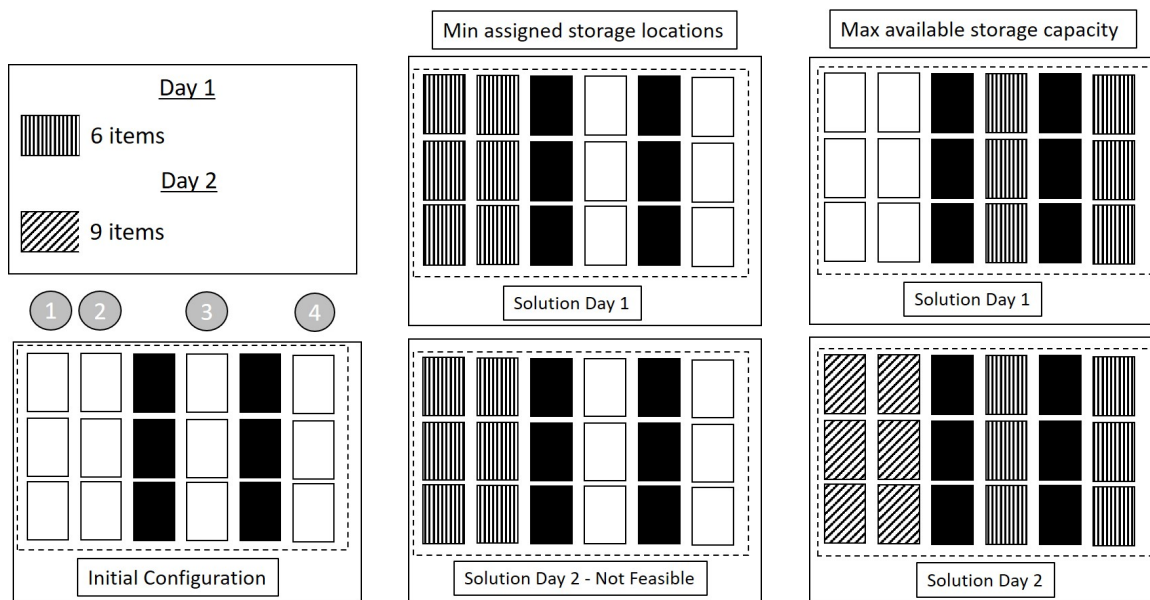 Min assigned storage locations
Max available storage capacity
Day 1
6 items
Day 2
9 items
Solution Day 1
Solution Day 1
1 2 3 4
Initial Configuration
Solution Day 2 - Not Feasible
Solution Day 2